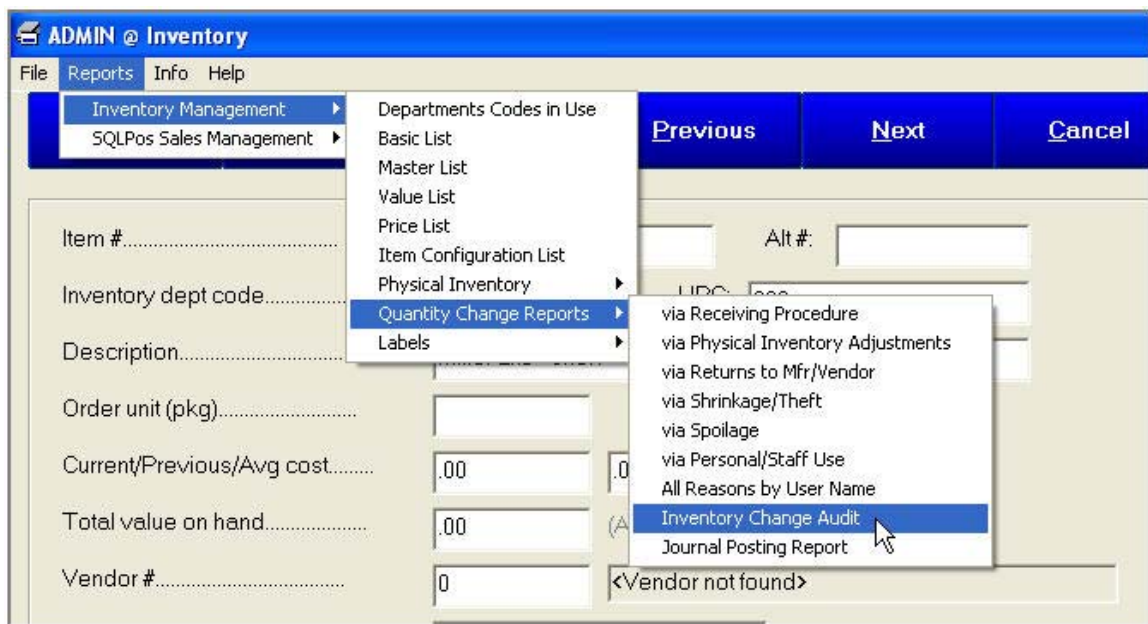 ADMIN @ Inventory
File Reports Info Help
Inventory Management
SQLPos Sales Management
Departments Codes in Use
Basic List
Master List
Value List
Price List
Item Configuration List
Physical Inventory
Quantity Change Reports
Labels
via Receiving Procedure
via Physical Inventory Adjustments
via Returns to Mfr/Vendor
via Shrinkage/Theft
via Spoilage
via Personal/Staff Use
All Reasons by User Name
Inventory Change Audit
Journal Posting Report
Previous Next Cancel
Item #.......................................... Alt #:
Inventory dept code
Description
Order unit (pkg)...........................
Current/Previous/Avg cost......... .00 .0
Total value on hand.................... .00 (A
Vendor #..................................... 0 <Vendor not found>